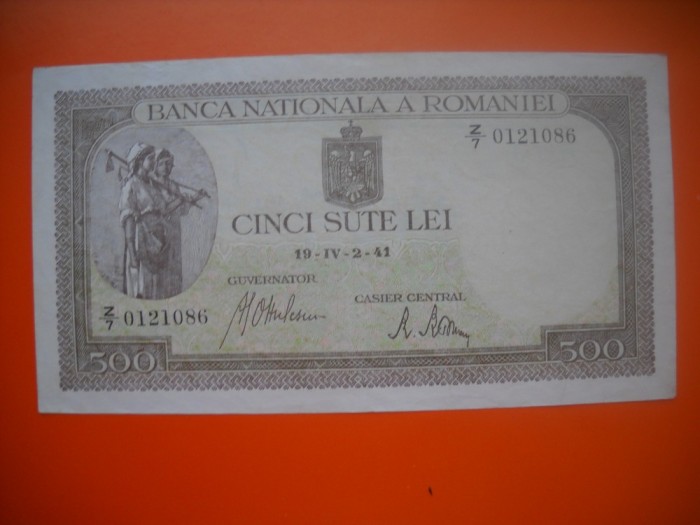 BANCA NATIONALA A ROMANIEI
Z/7 0121086
CINCI SUTE LEI
19-IV-2-41
GUVERNATOR
CASIER CENTRAL
Z/7 0121086
500
500